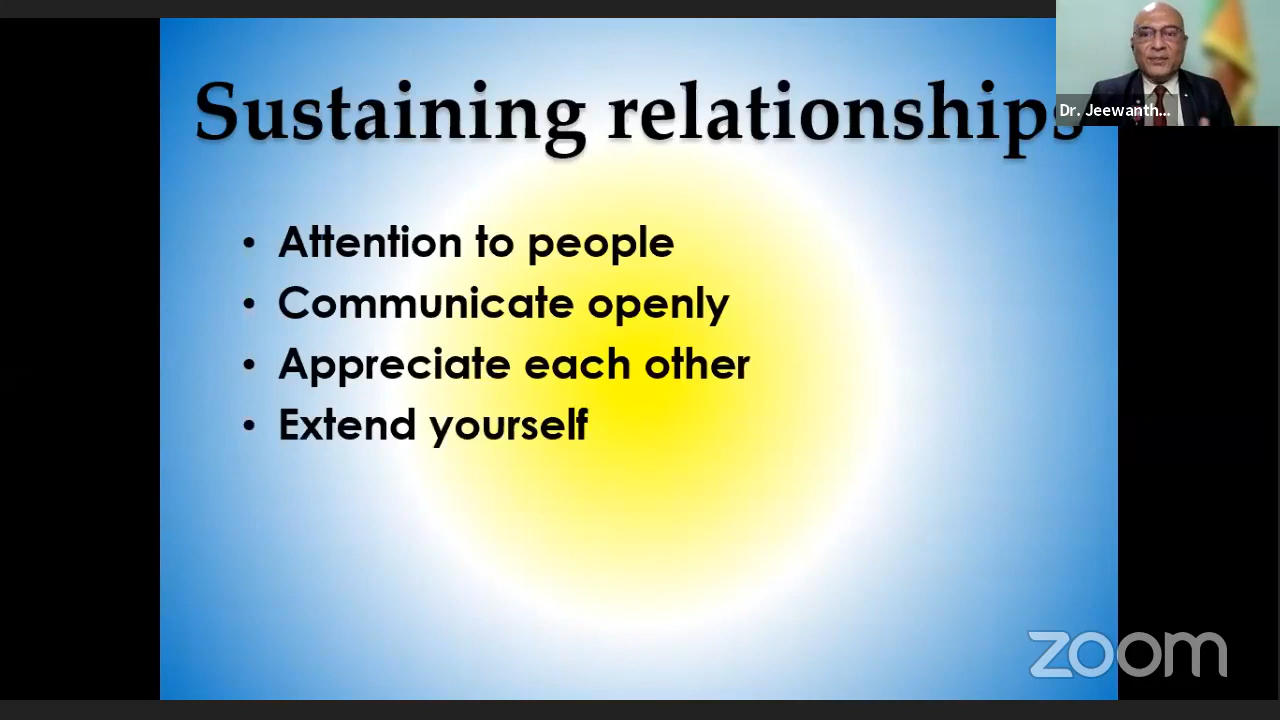 Sustaining relationships
Dr. Jeewanth...
• Attention to people
• Communicate openly
• Appreciate each other
• Extend yourself
zoom